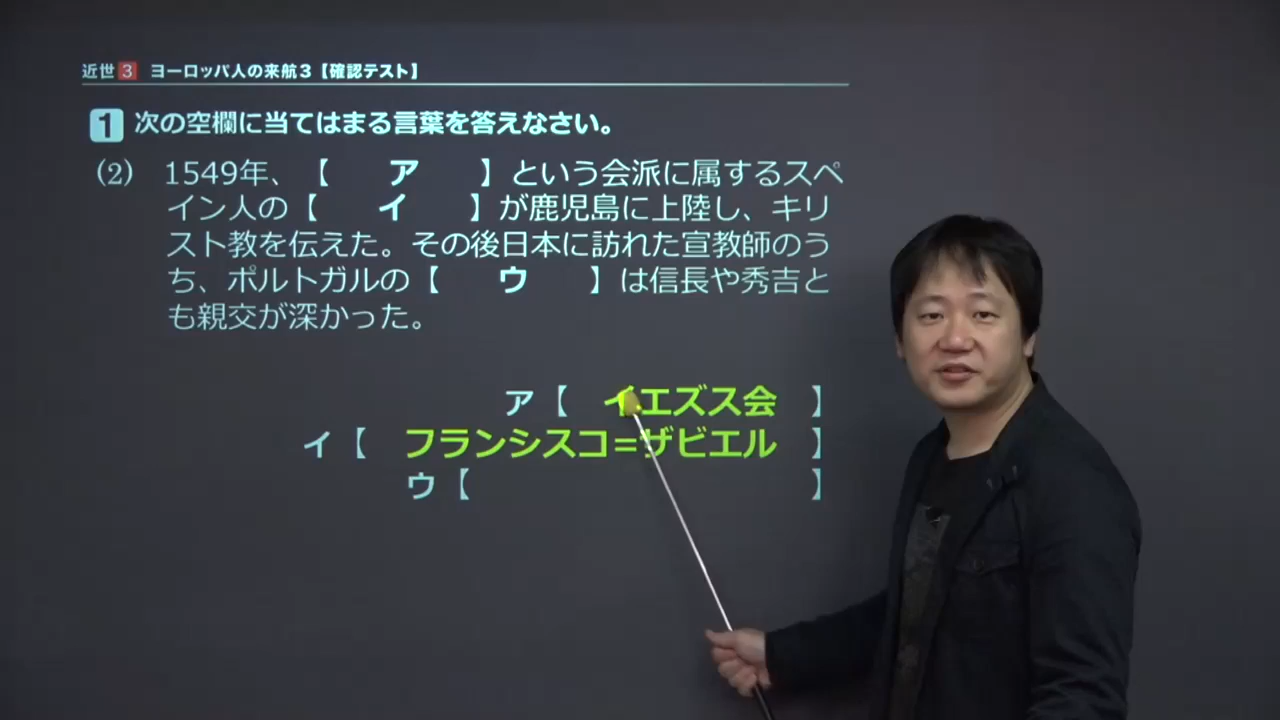 近世3 ヨーロッパ人の来航3【確認テスト】
1 次の空欄に当てはまる言葉を答えなさい。
(2) 1549年、【 ア 】という会派に属するスペ
イン人の【 イ 】が鹿児島に上陸し、キリ
スト教を伝えた。その後日本に訪れた宣教師のう
ち、ポルトガルの【 ウ 】は信長や秀吉と
も親交が深かった。
ア【 イエズス会 】
イ【 フランシスコ=ザビエル 】
ウ【 】